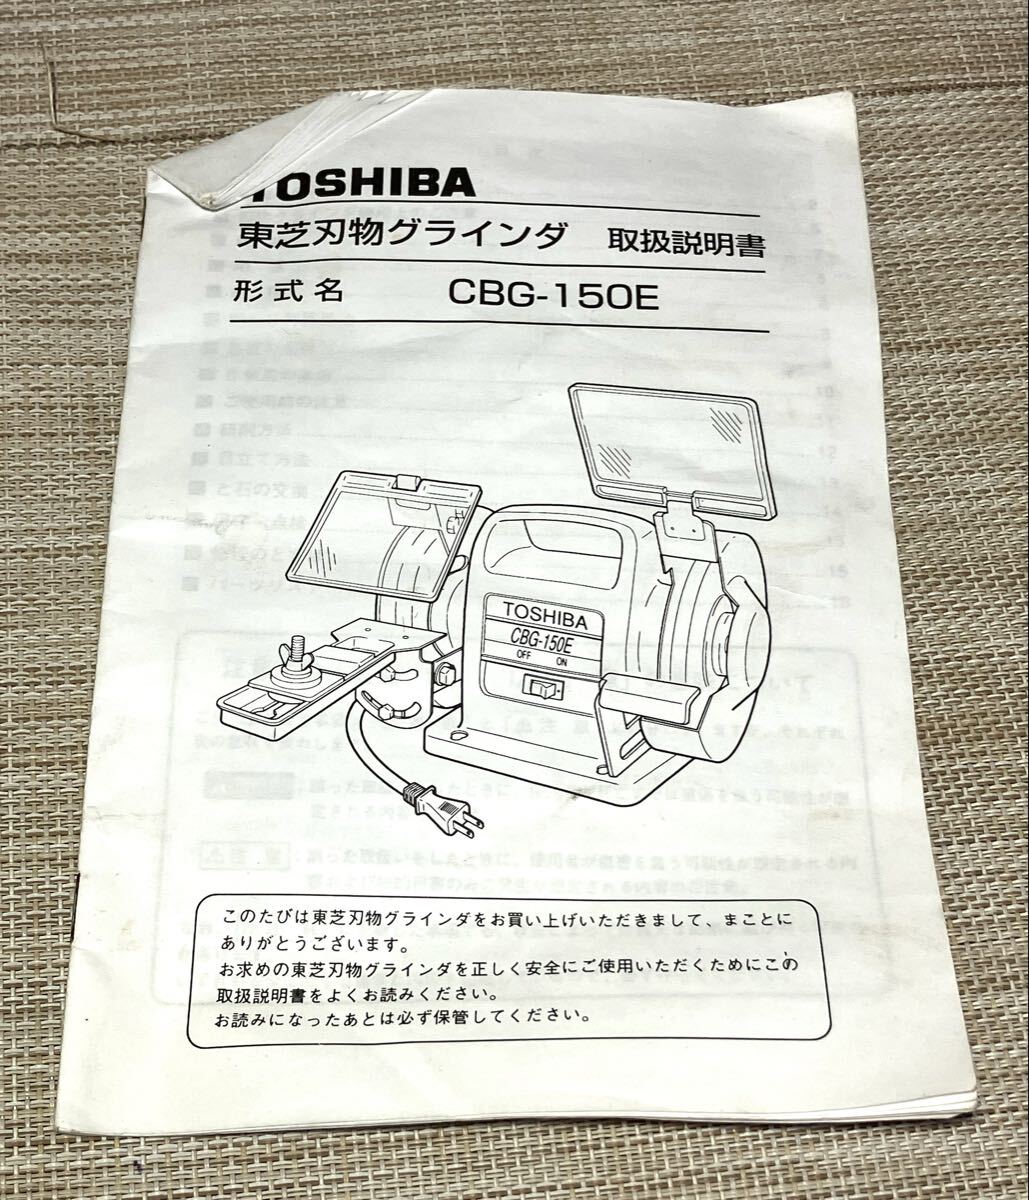 TOSHIBA
東芝刃物グラインダ 取扱説明書
形式名 CBG-150E
TOSHIBA
CBG-150E
OFF ON
このたびは東芝刃物グラインダをお買い上げいただきまして、まことに
ありがとうございます。
お求めの東芝刃物グラインダを正しく安全にご使用いただくためにこの
取扱説明書をよくお読みください。
お読みになったあとは必ず保管してください。